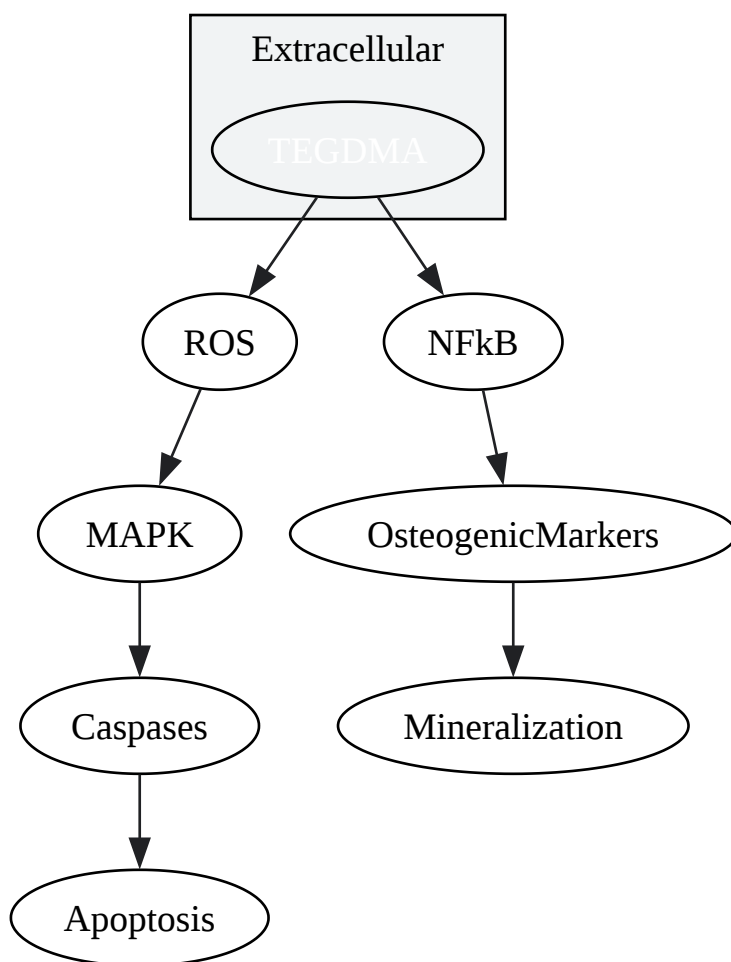 Extracellular
TEGDMA
ROS
NFkB
MAPK
OsteogenicMarkers
Caspases
Mineralization
Apoptosis